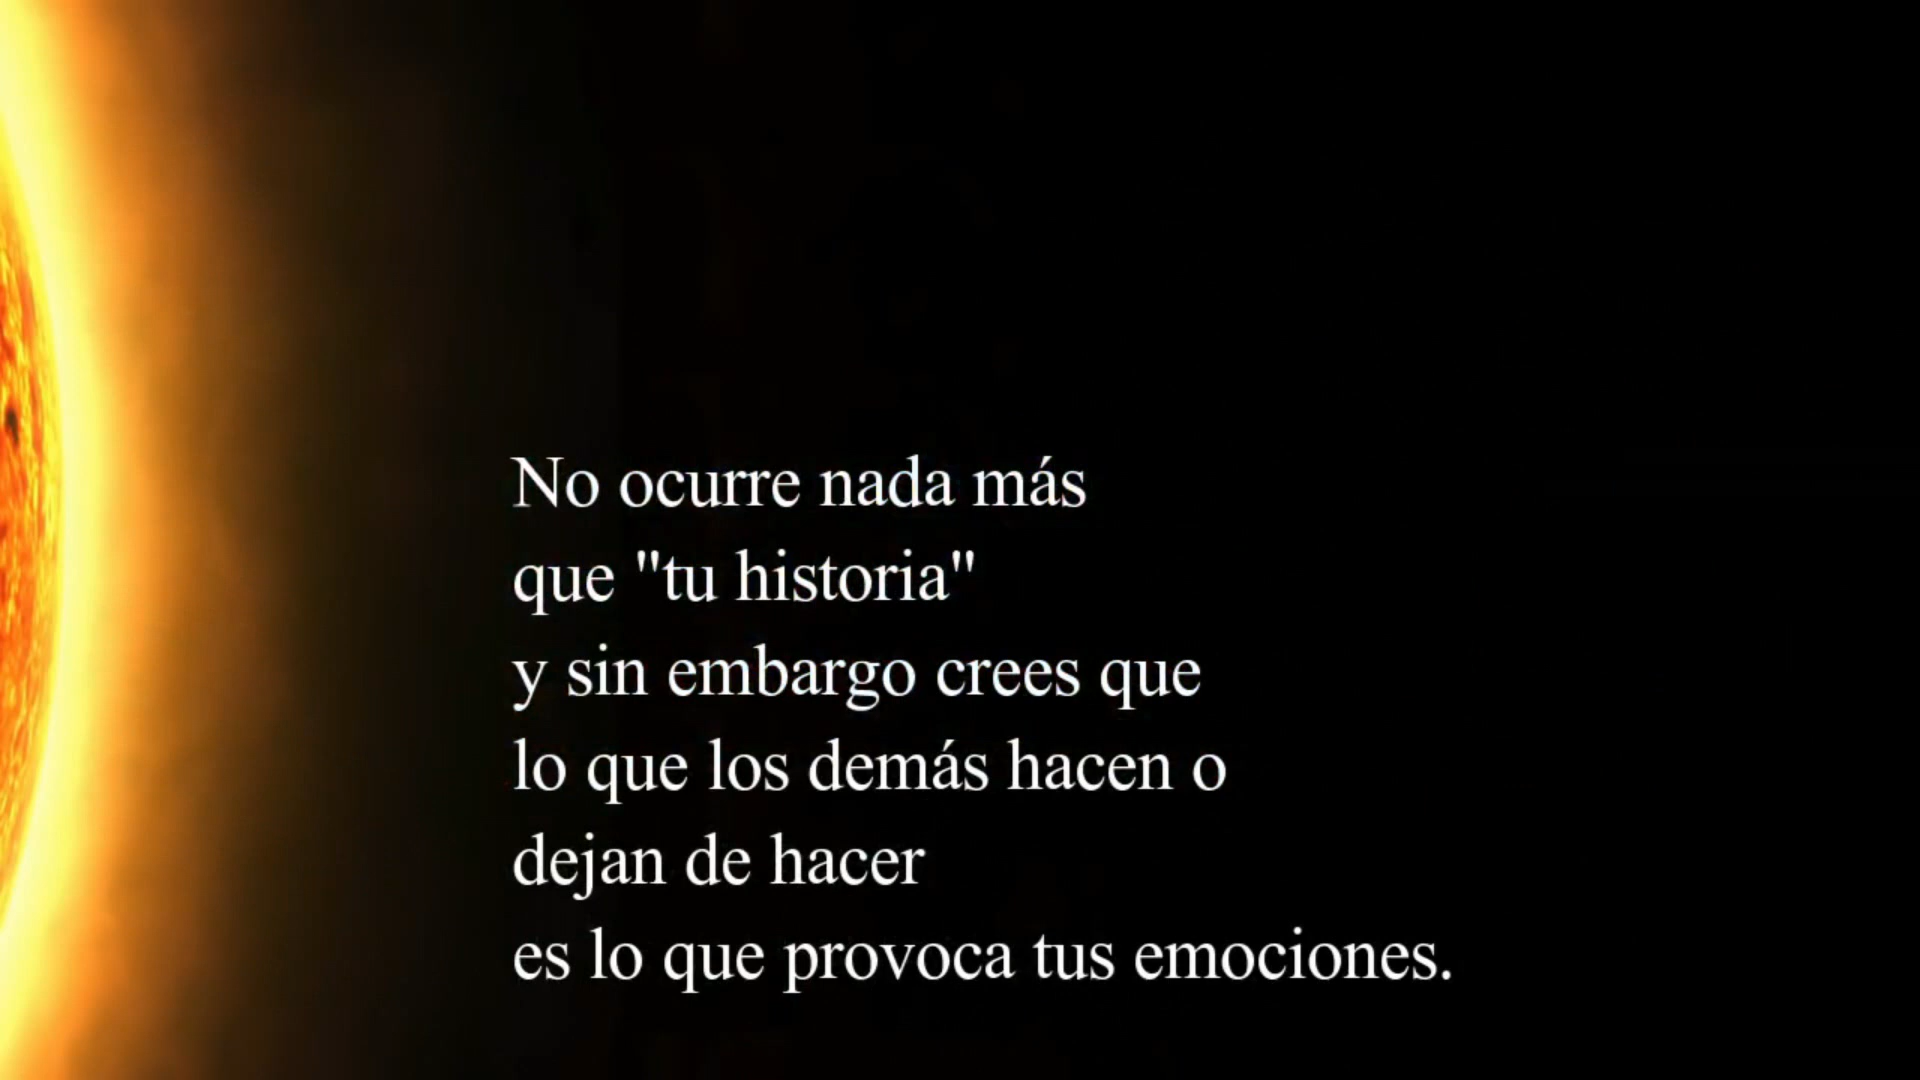 No ocurre nada más
que "tu historia"
y sin embargo crees que
lo que los demás hacen o
dejan de hacer
es lo que provoca tus emociones.